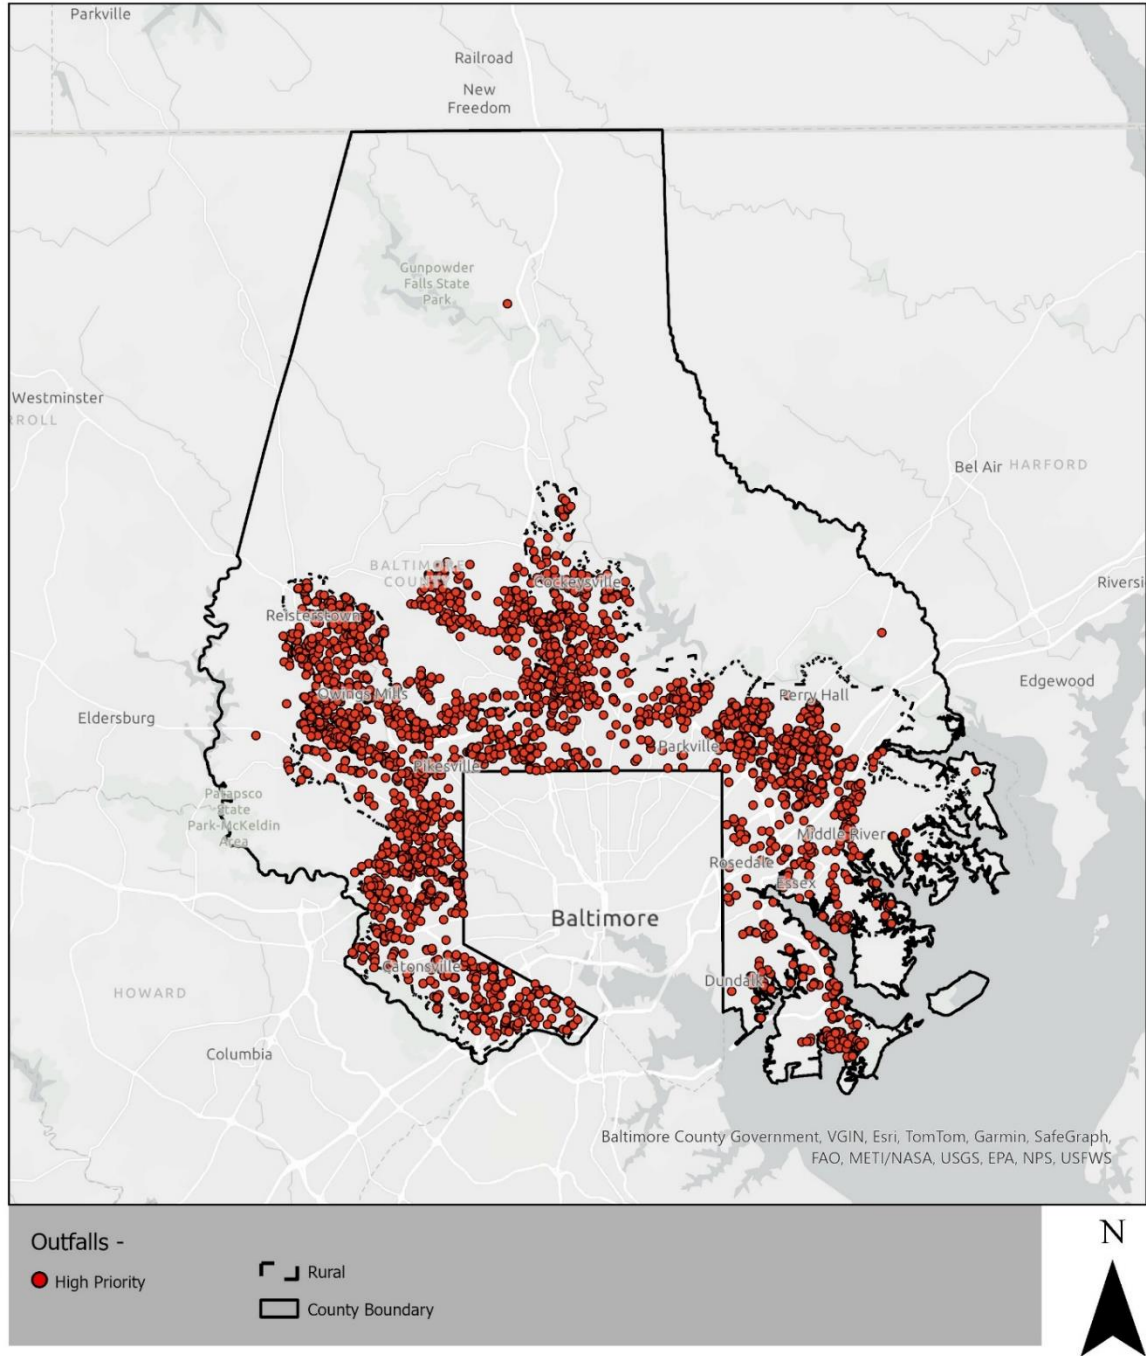 Parkville
Railroad
New
Freedom
Gunpowder
Falls State
Park
Westminster
RROLL
Bel Air
HARFORD
BALTIMORE
COUNTY
Cockeysville
Riversi
Reisterstown
Edgewood
Owings Mills
Perry Hall
Eldersburg
Parkville
Pikesville
Patapsco
State
Park-McKeldin
Area
Middle River
Rosedale
Essex
Baltimore
Catonsville
Dundalk
HOWARD
Columbia
Baltimore County Government, VGIN, Esri, TomTom, Garmin, SafeGraph,
FAO, METI/NASA, USGS, EPA, NPS, USFWS
Outfalls -
High Priority
Rural
County Boundary
N